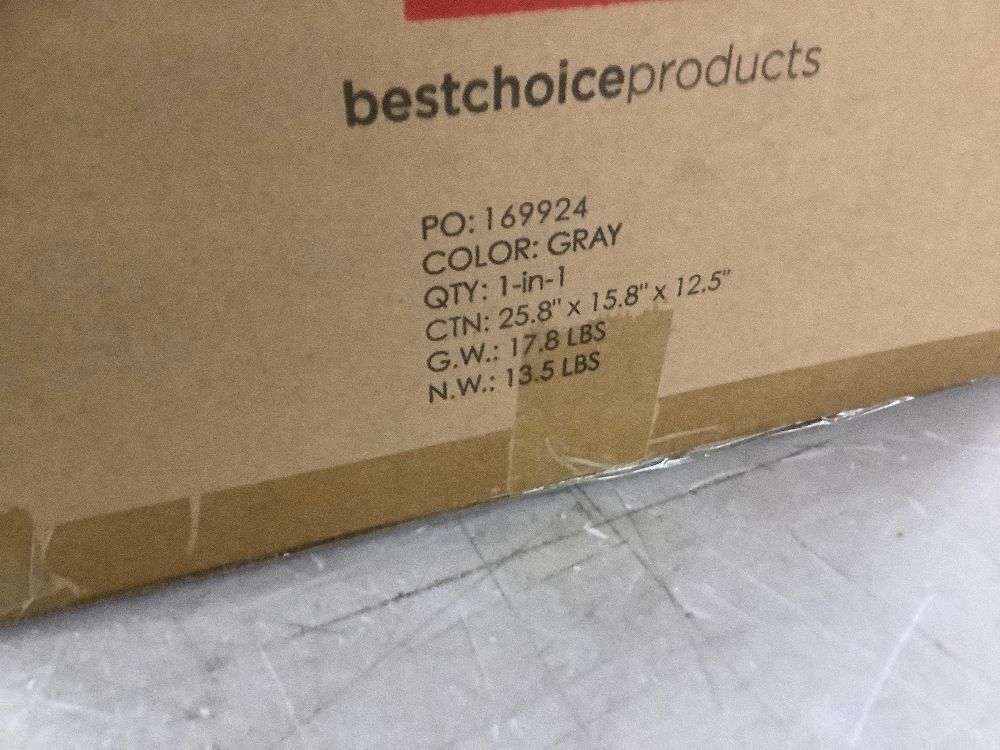 bestchoiceproducts
PO: 169924
COLOR: GRAY
QTY: 1-in-1
CTN: 25.8" x 15.8" x 12.5"
G.W.: 17.8 LBS
N.W.: 13.5 LBS